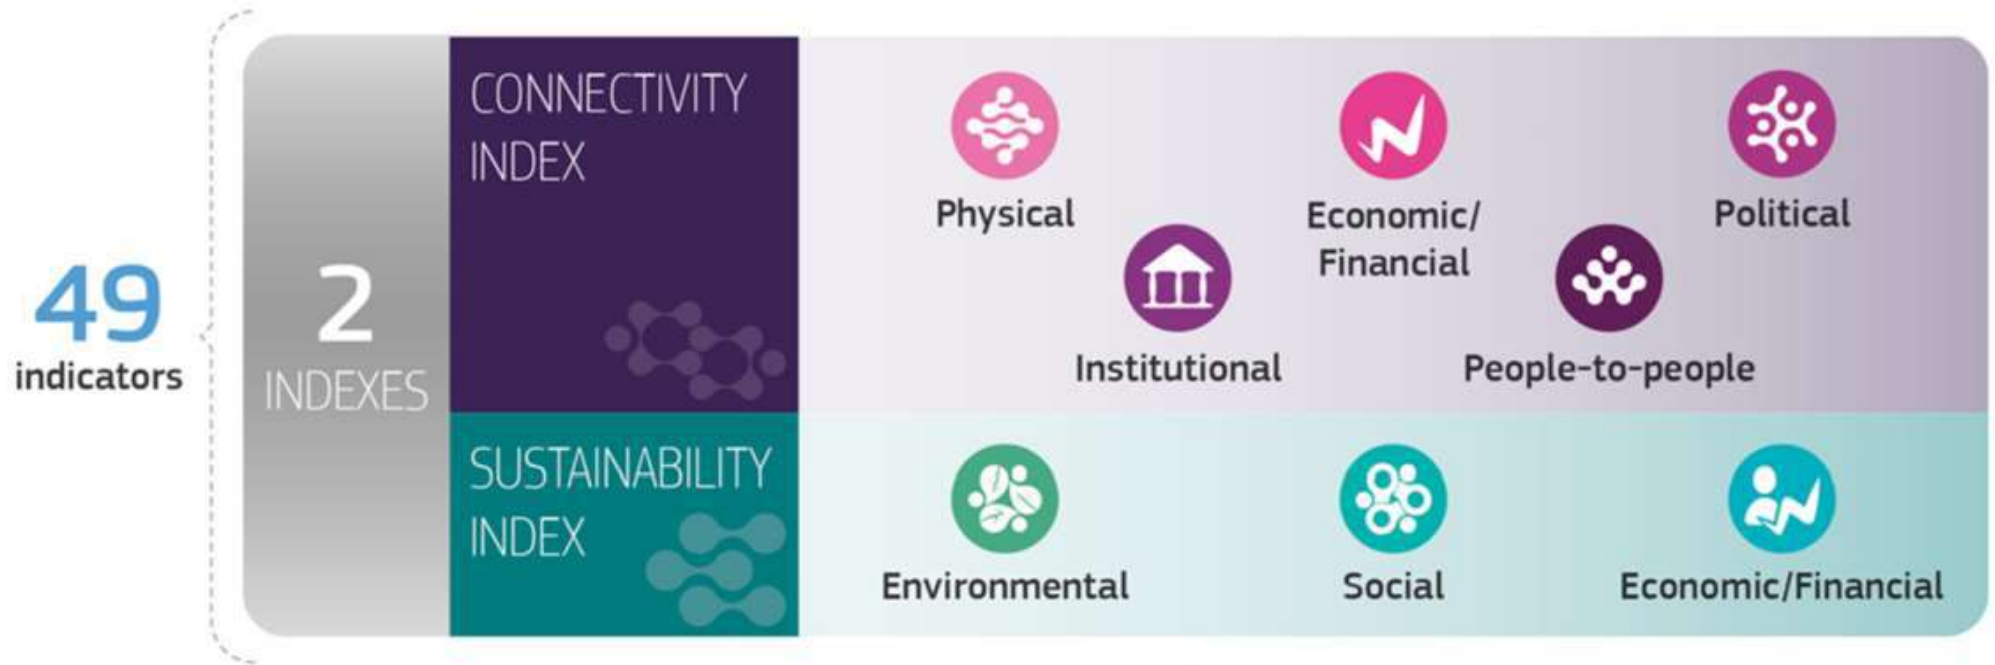 49
indicators
2
INDEXES
CONNECTIVITY
INDEX
Physical
Economic/
Financial
Political
Institutional
People-to-people
SUSTAINABILITY
INDEX
Environmental
Social
Economic/Financial